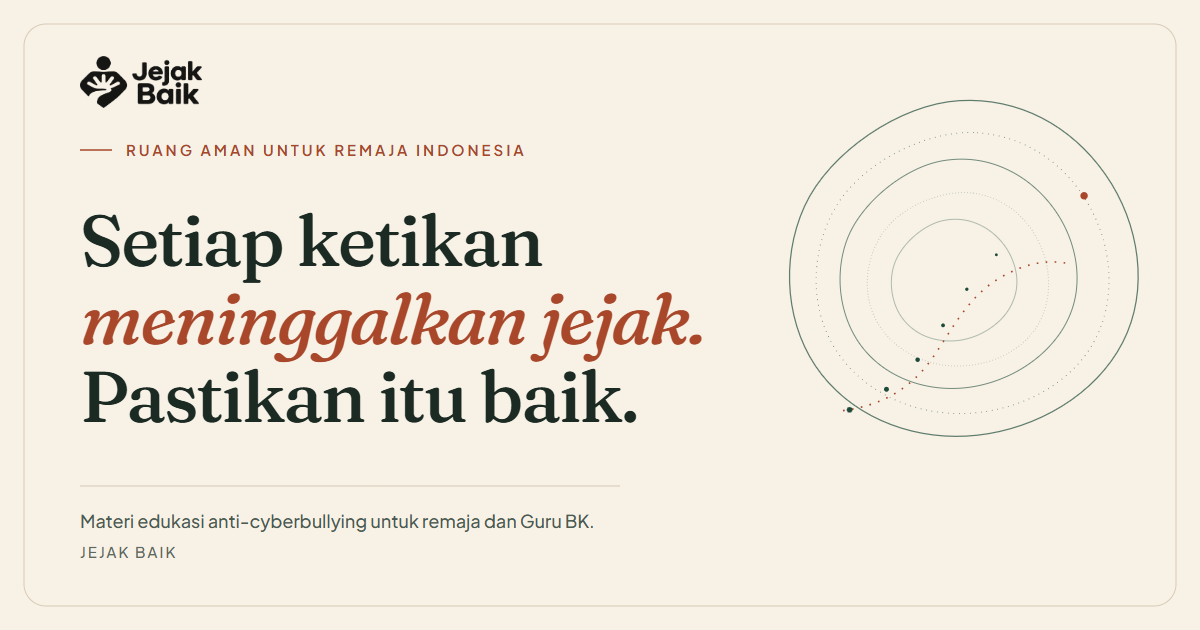 Jejak
Baik
RUANG AMAN UNTUK REMAJA INDONESIA
Setiap ketikan
meninggalkan jejak.
Pastikan itu baik.
Materi edukasi anti-cyberbullying untuk remaja dan Guru BK.
JEJAK BAIK